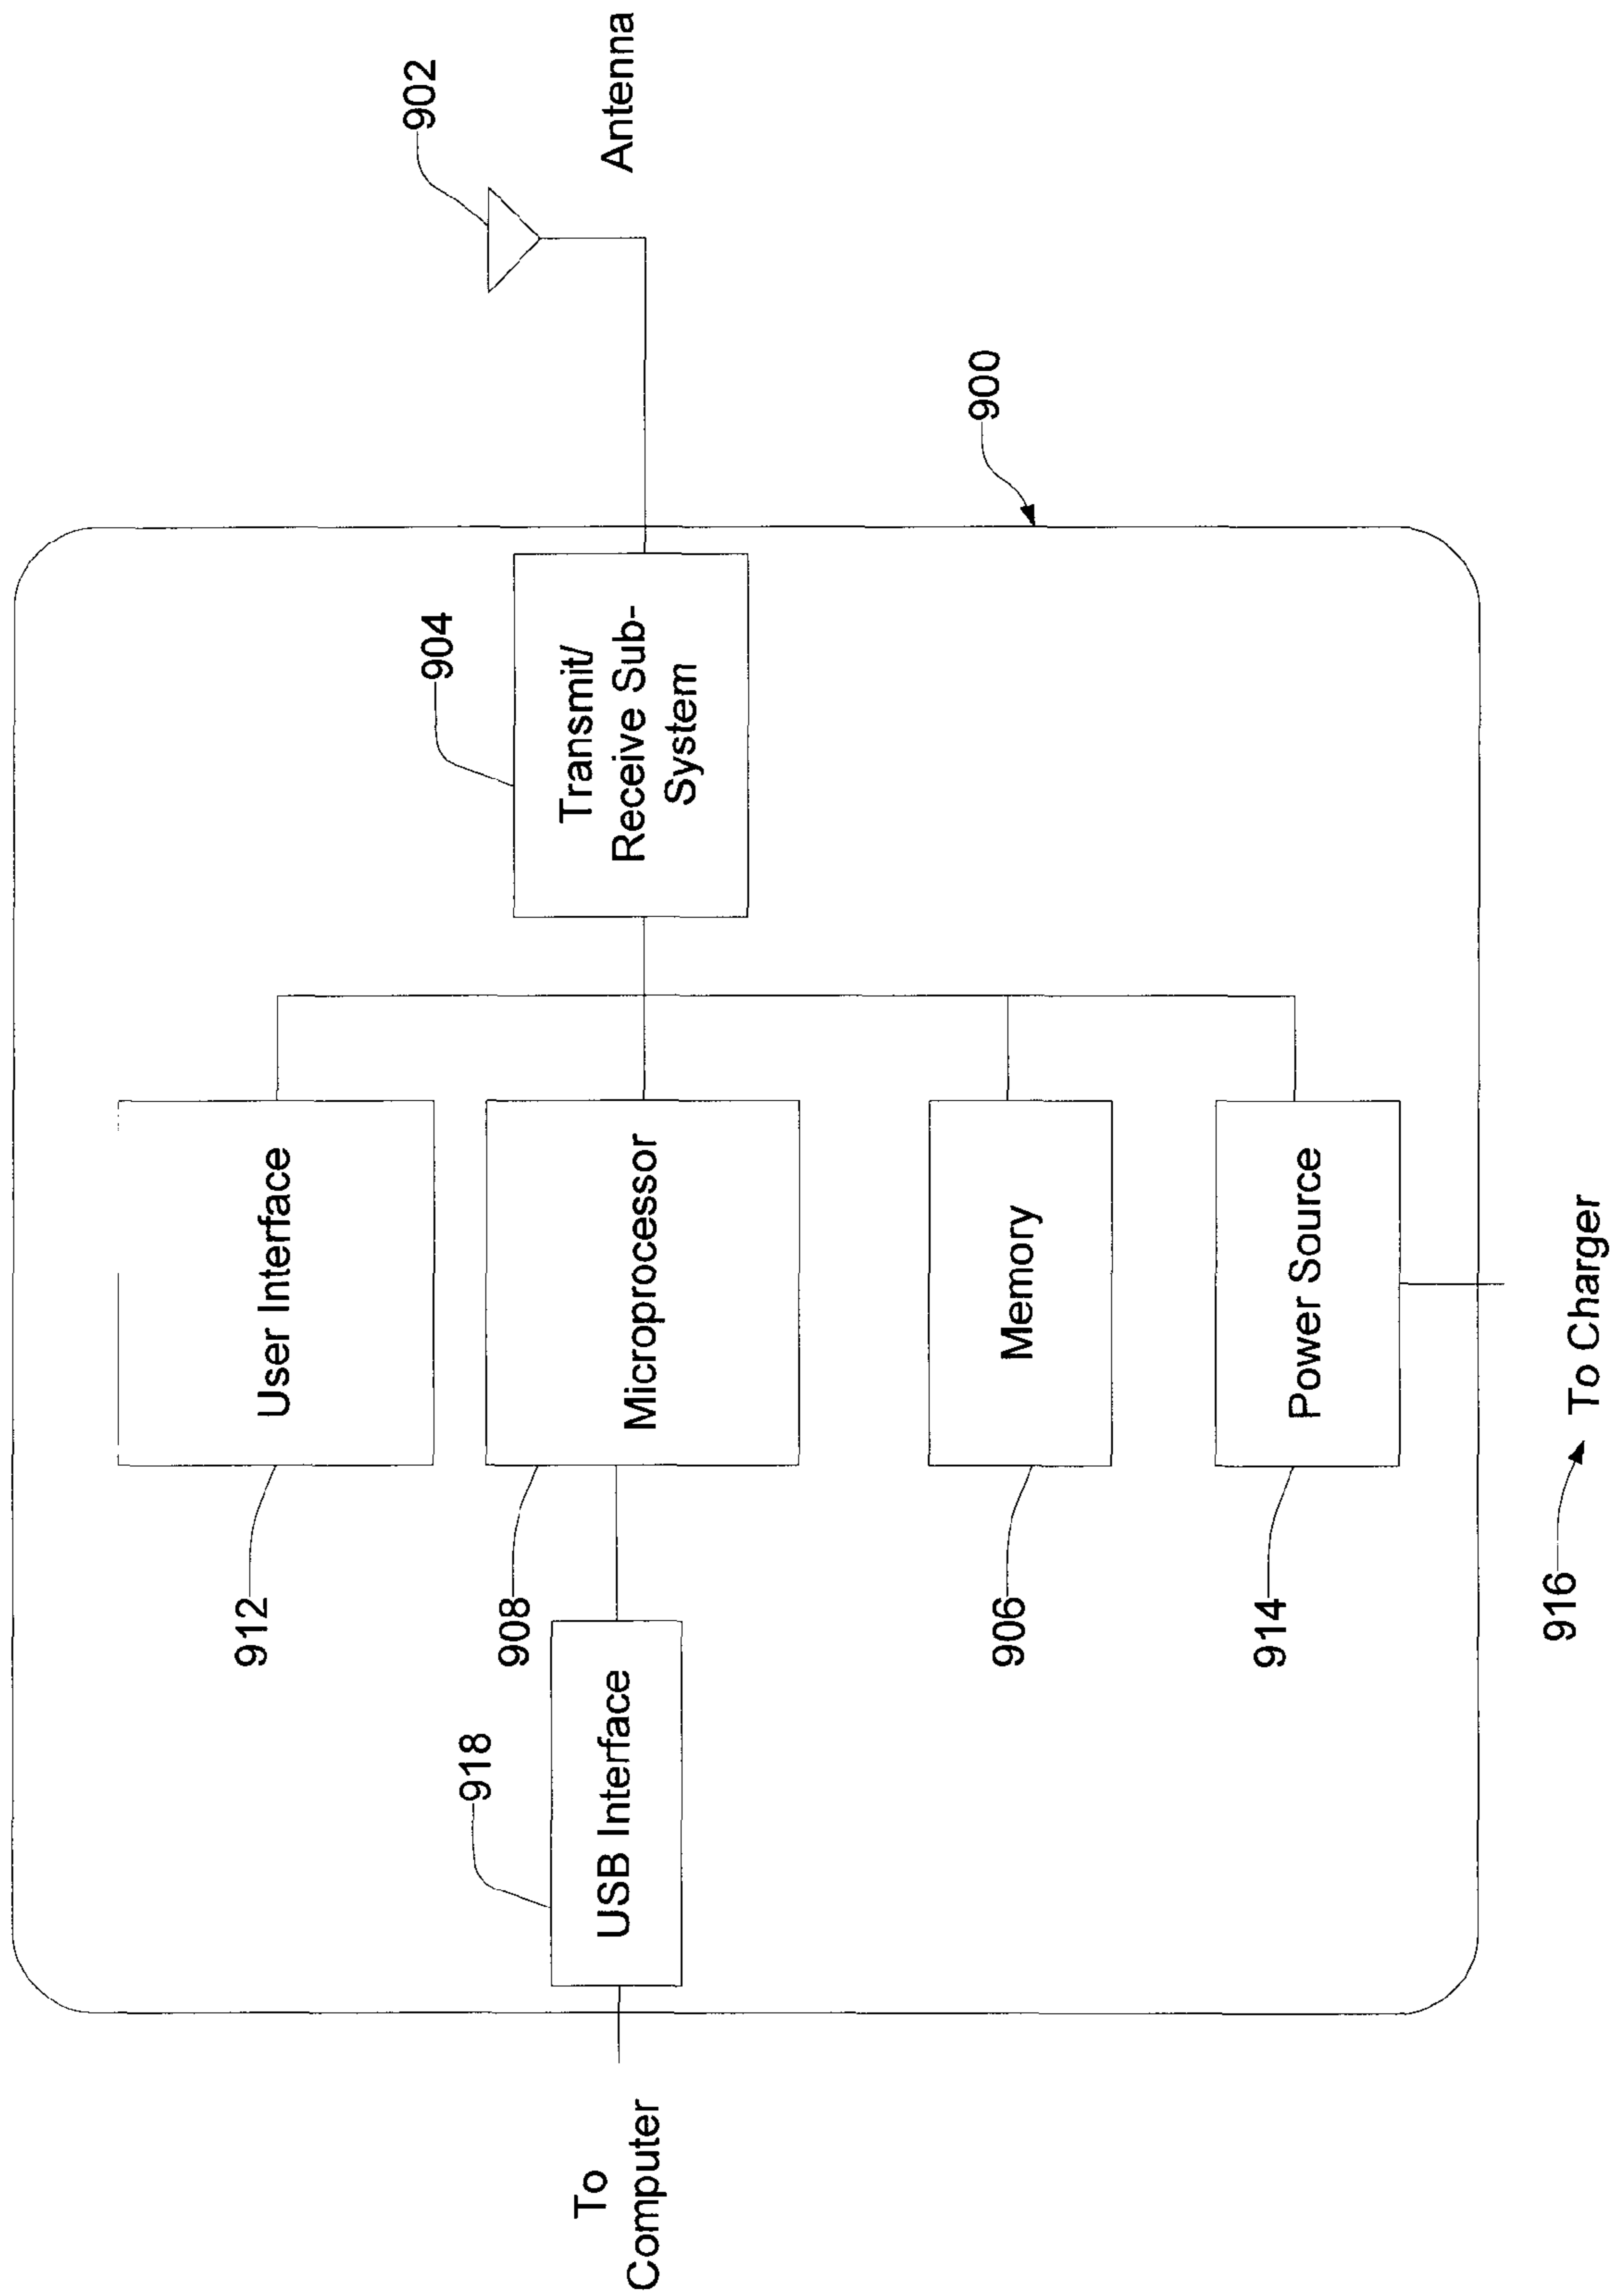 902
Antenna
904
Transmit/
Receive Sub-
System
900
912
User Interface
908
Microprocessor
918
USB Interface
To
Computer
906
Memory
914
Power Source
916
To Charger